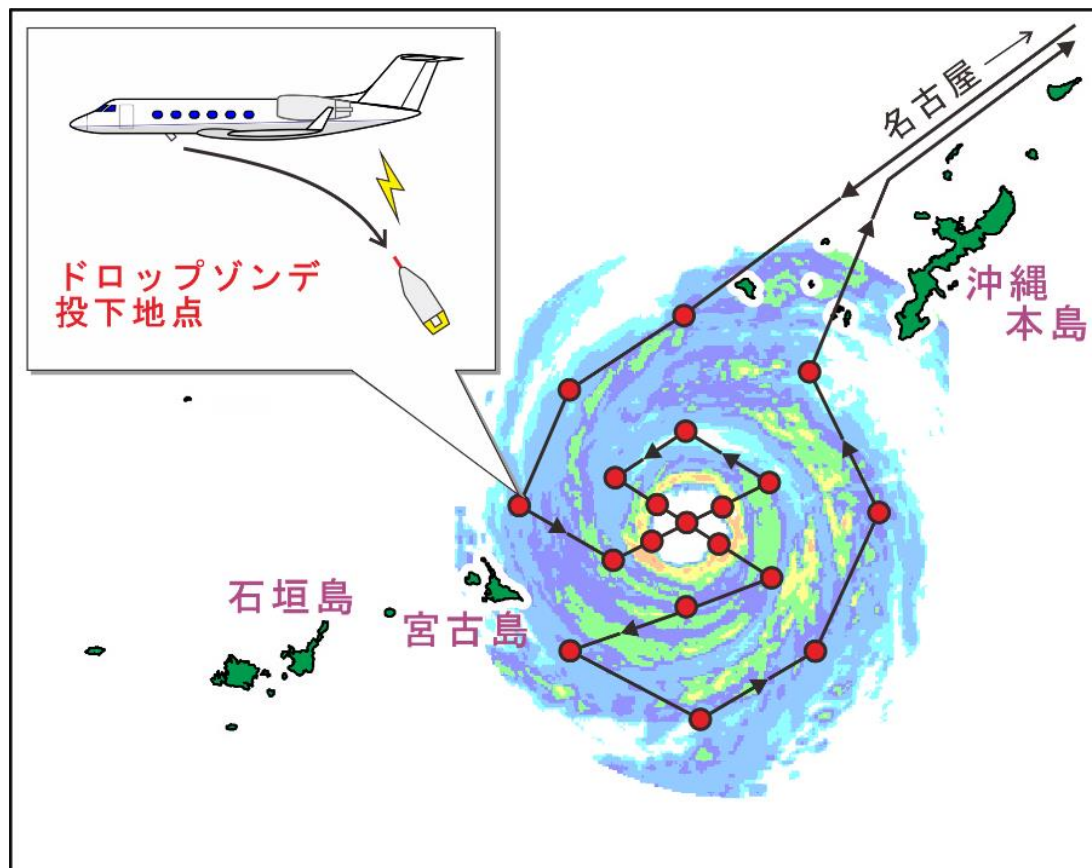 ドロップゾンデ
投下地点
名古屋
沖縄
本島
石垣島
宮古島